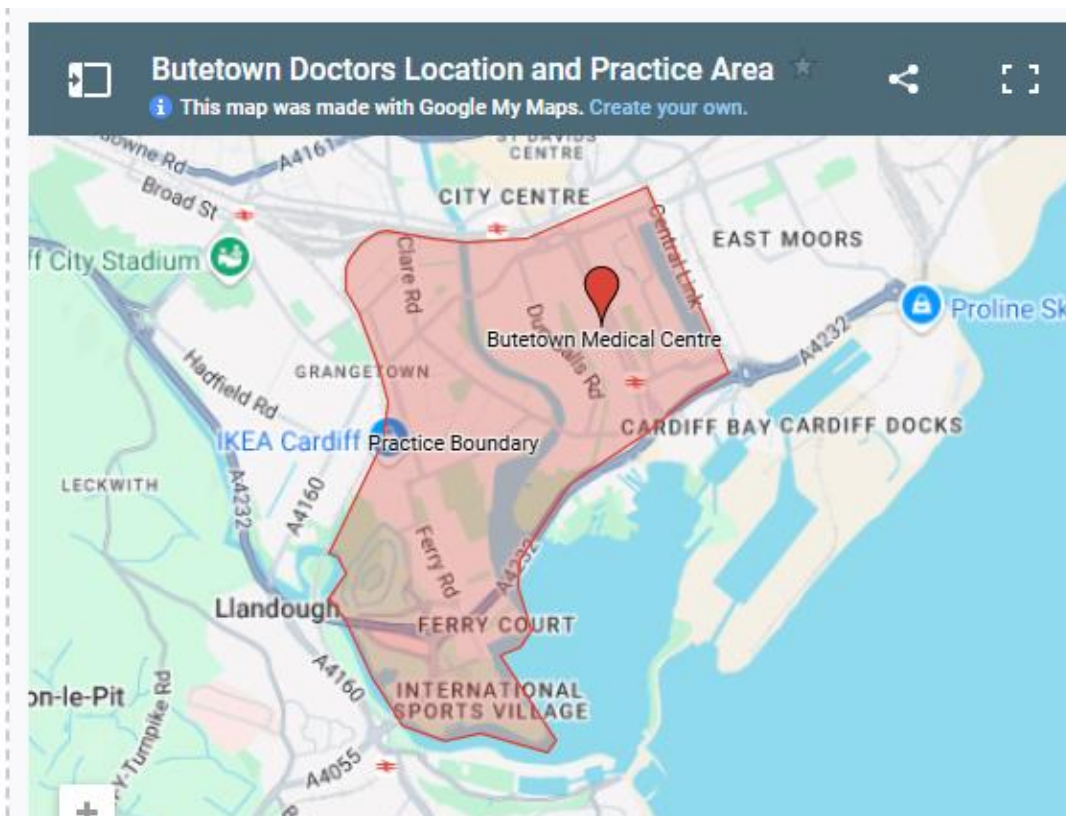 Butetown Doctors Location and Practice Area
This map was made with Google My Maps. Create your own.
A4161
CENTRE
Broad St
CITY CENTRE
Central Link
EAST MOORS
ff City Stadium
Clare Rd
Proline Sk
Butetown Medical Centre
A4232
Hadfield Rd
GRANGETOWN
IKEA Cardiff
Practice Boundary
CARDIFF BAY
CARDIFF DOCKS
LECKWITH
A4232
A4160
Ferry Rd
A4232
Llandough
FERRY COURT
A4160
on-le-Pit
INTERNATIONAL
SPORTS VILLAGE
Y-Turnpike Rd
A4055